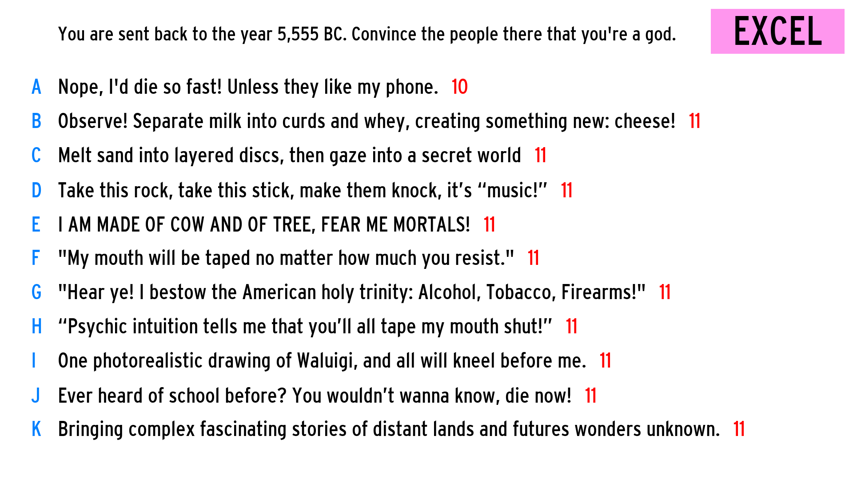 You are sent back to the year 5,555 BC. Convince the people there that you're a god.
EXCEL
A Nope, I'd die so fast! Unless they like my phone. 10
B Observe! Separate milk into curds and whey, creating something new: cheese! 11
C Melt sand into layered discs, then gaze into a secret world 11
D Take this rock, take this stick, make them knock, it’s “music!” 11
E I AM MADE OF COW AND OF TREE, FEAR ME MORTALS! 11
F "My mouth will be taped no matter how much you resist." 11
G "Hear ye! I bestow the American holy trinity: Alcohol, Tobacco, Firearms!" 11
H “Psychic intuition tells me that you’ll all tape my mouth shut!” 11
I One photorealistic drawing of Waluigi, and all will kneel before me. 11
J Ever heard of school before? You wouldn’t wanna know, die now! 11
K Bringing complex fascinating stories of distant lands and futures wonders unknown. 11